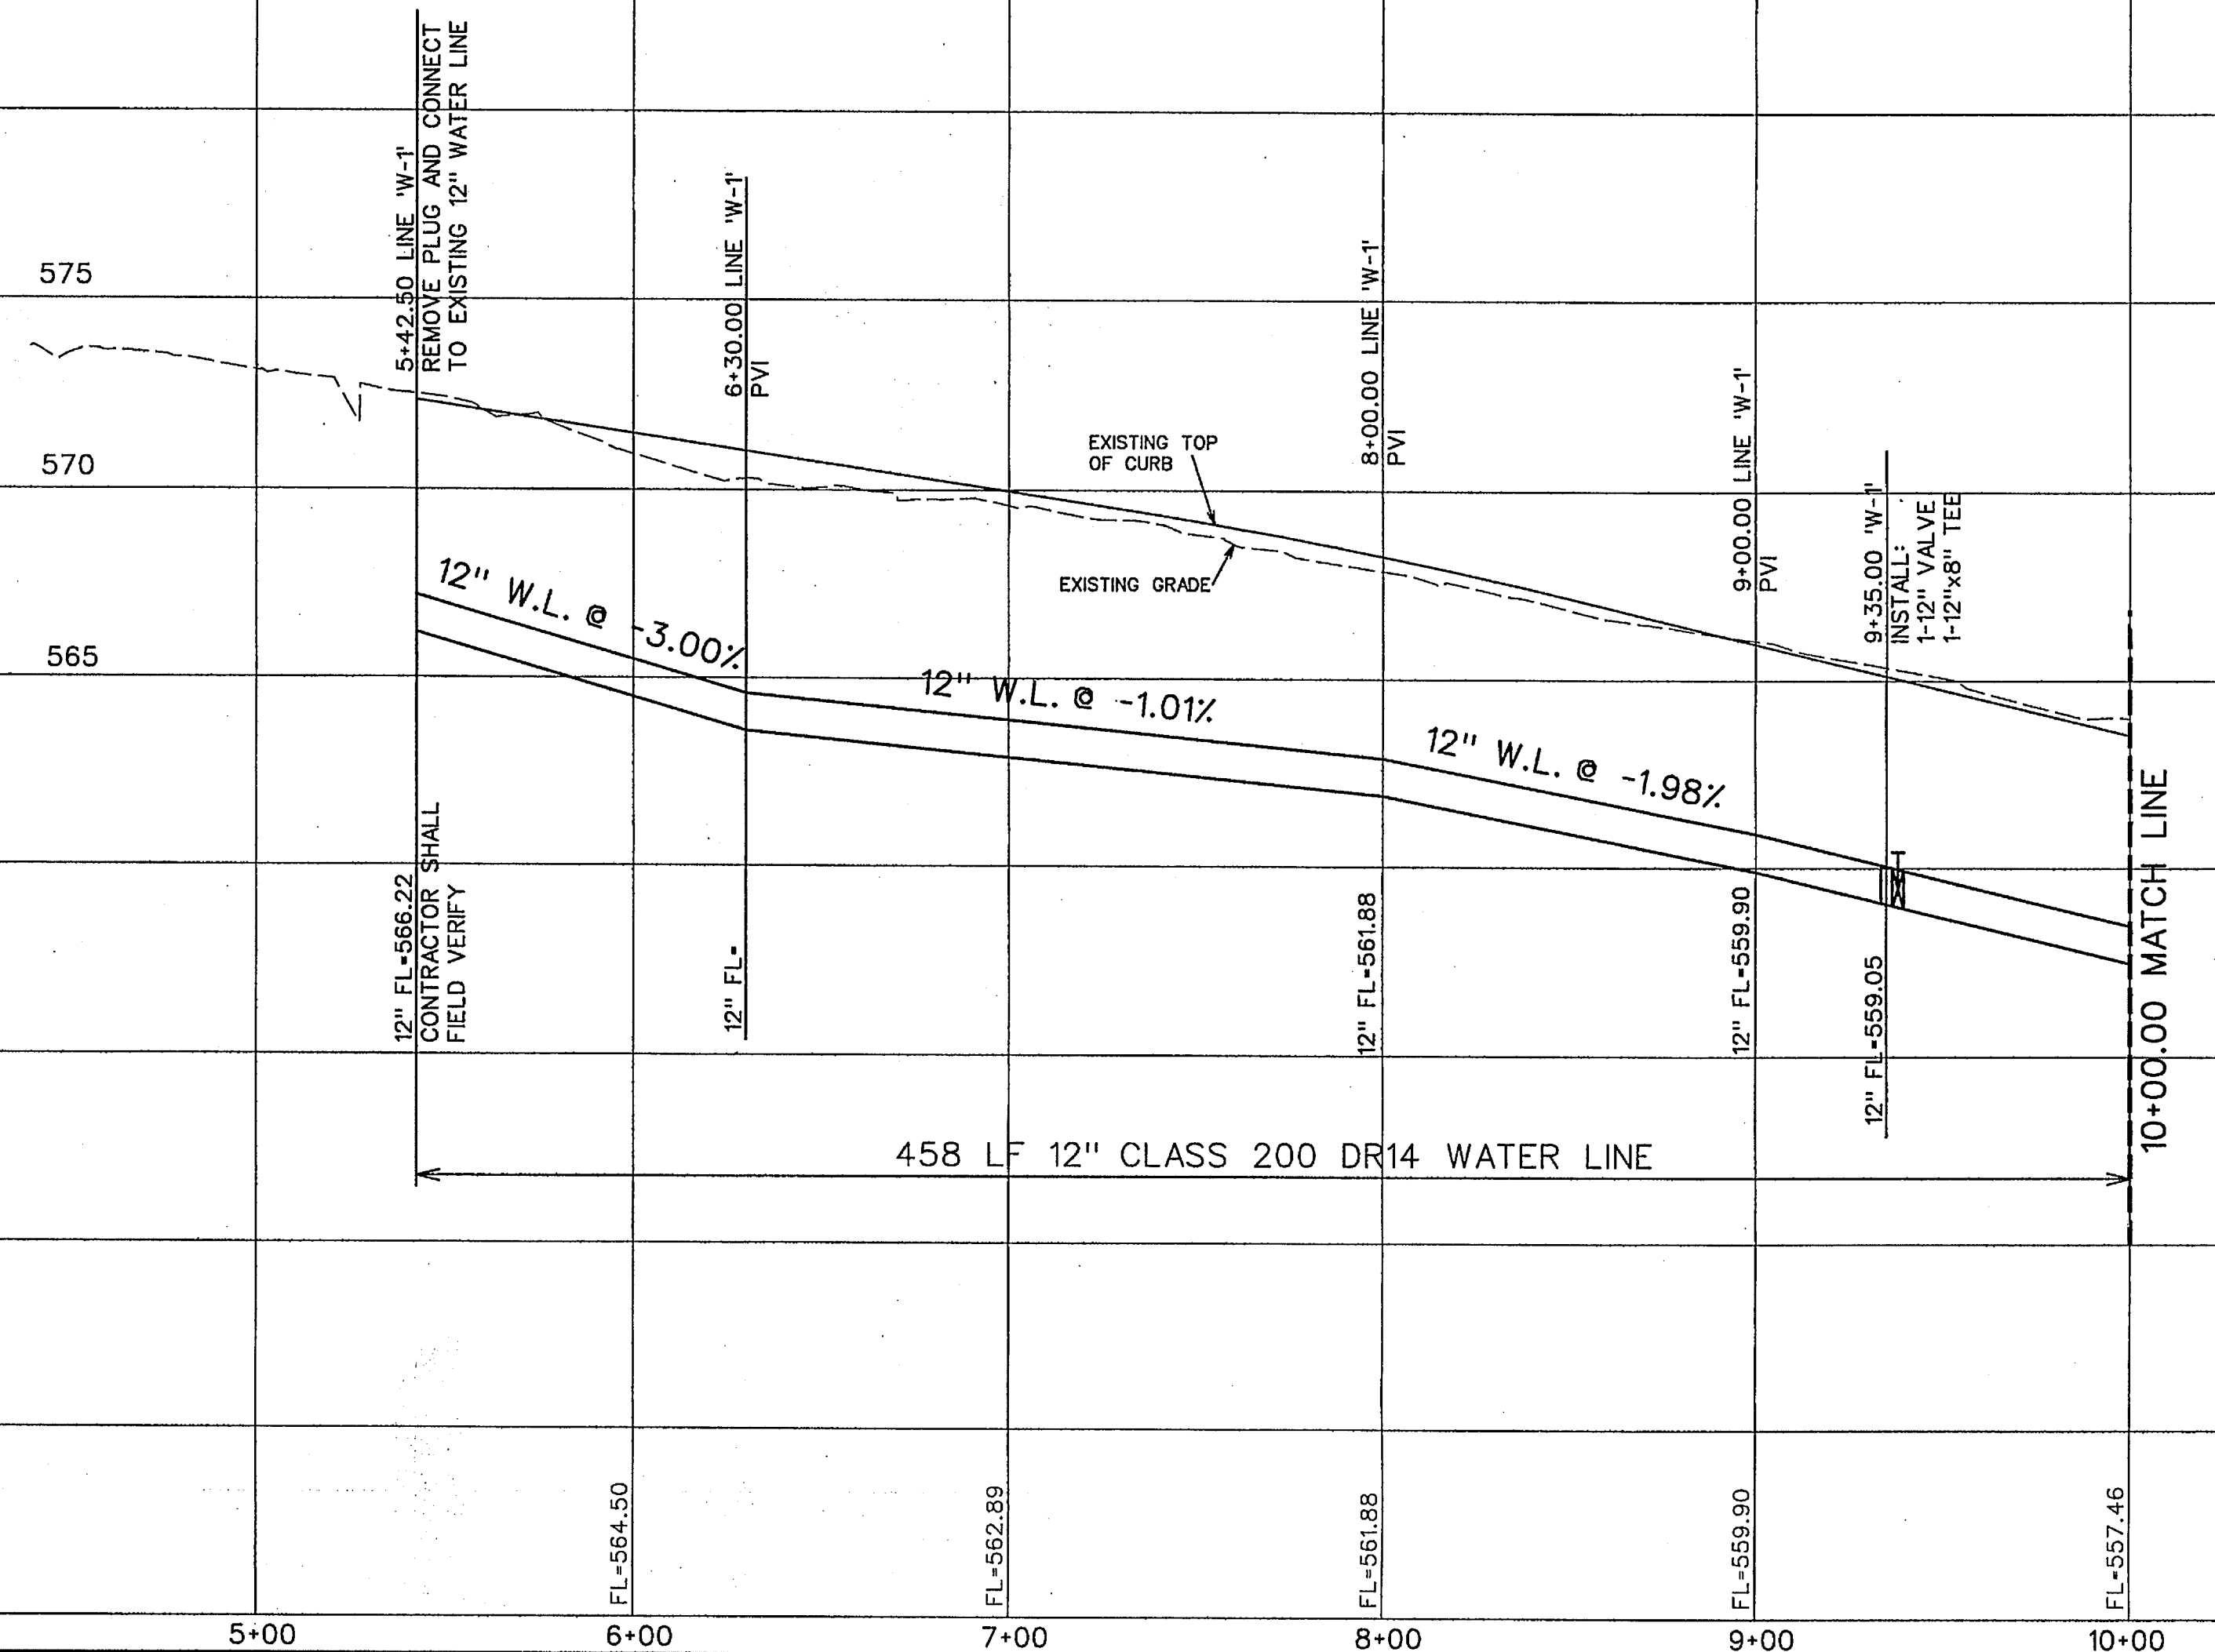 5+42.50 LINE 'W-1'
REMOVE PLUG AND CONNECT
TO EXISTING 12" WATER LINE
6+30.00 LINE 'W-1'
PVI
8+00.00 LINE 'W-1'
PVI
9+00.00 LINE 'W-1'
PVI
9+35.00 'W-1'
INSTALL:
1-12" VALVE
1-12"x8" TEE
575
570
565
EXISTING TOP
OF CURB
EXISTING GRADE
12" W.L. @ -3.00%
12" W.L. @ -1.01%
12" W.L. @ -1.98%
12" FL=566.22
CONTRACTOR SHALL
FIELD VERIFY
12" FL=
12" FL=561.88
12" FL=559.90
12" FL=559.05
10+00.00 MATCH LINE
458 LF 12" CLASS 200 DR14 WATER LINE
FL=564.50
FL=562.89
FL=561.88
FL=559.90
FL=557.46
5+00
6+00
7+00
8+00
9+00
10+00